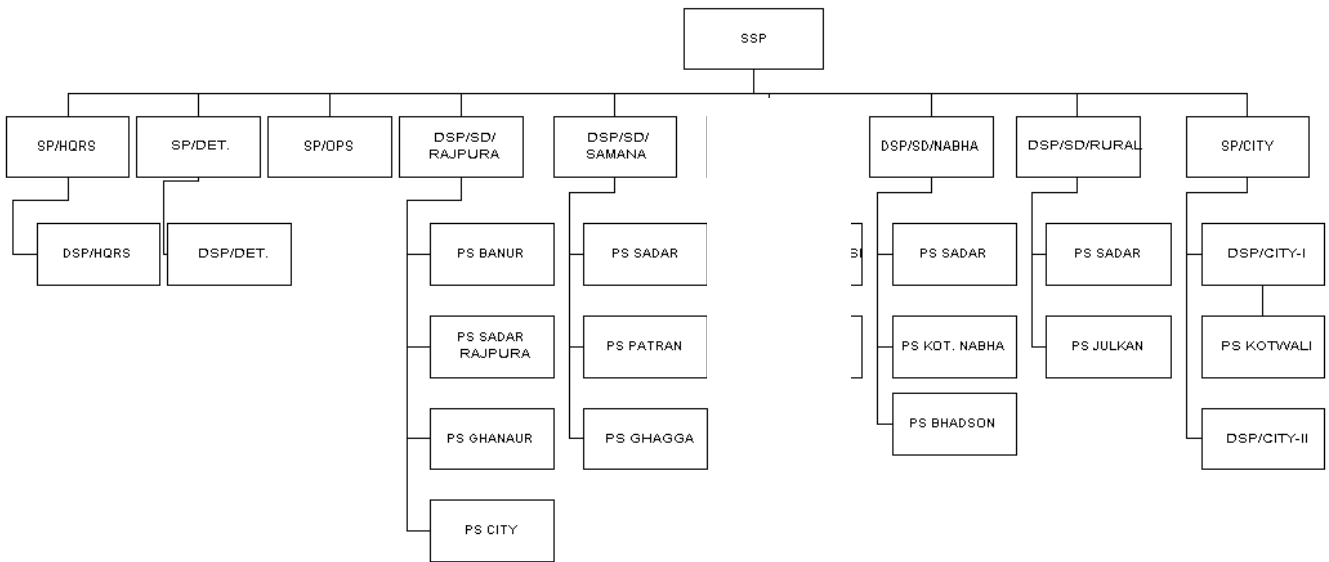 SSP
SP/HQRS
SP/DET.
SP/OPS
DSP/SD/
RAJPURA
DSP/SD/
SAMANA
DSP/SD/NABHA
DSP/SD/RURAL
SP/CITY
DSP/HQRS
DSP/DET.
PS BANUR
PS SADAR
PS SADAR
PS SADAR
DSP/CITY-I
PS SADAR
RAJPURA
PS PATRAN
PS KOT. NABHA
PS JULKAN
PS KOTWALI
PS GHANAUR
PS GHAGGA
PS BHADSON
DSP/CITY-II
PS CITY